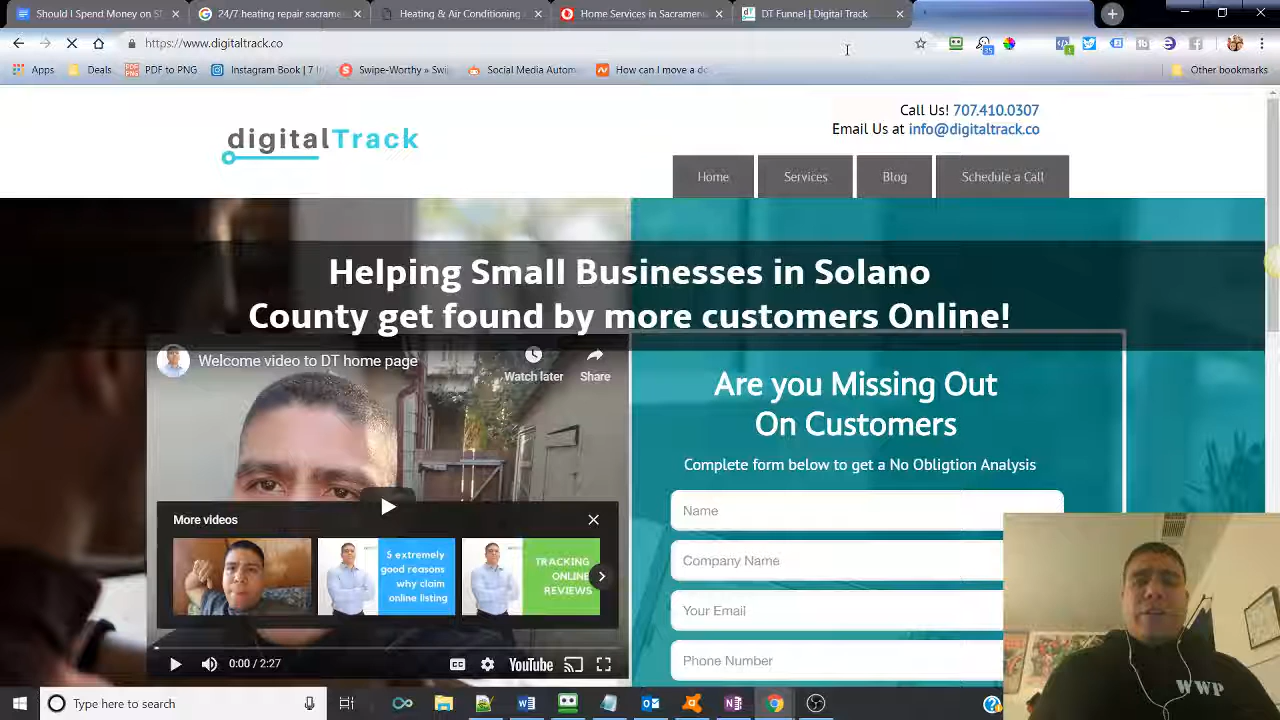 Should I Spend Money on S
24/7 heating repair sacrame
Heating & Air Conditioning
Home Services in Sacramen
DT Funnel | Digital Track
https://www.digitaltrack.co
Apps
Deals
PDF to PNG
Instagram Book | 7 I
Swipe-Worthy » Swi
Social Media Autom
How can I move a do
Other bookmarks
digitalTrack
Call Us! 707.410.0307
Email Us at info@digitaltrack.co
Home
Services
Blog
Schedule a Call
Helping Small Businesses in Solano
County get found by more customers Online!
Welcome video to DT home page
Watch later
Share
More videos
5 extremely
good reasons
why claim
online listing
TRACKING
ONLINE
REVIEWS
0:00 / 2:27
YouTube
Are you Missing Out
On Customers
Complete form below to get a No Obligtion Analysis
Name
Company Name
Your Email
Phone Number
WWP
Type here to search